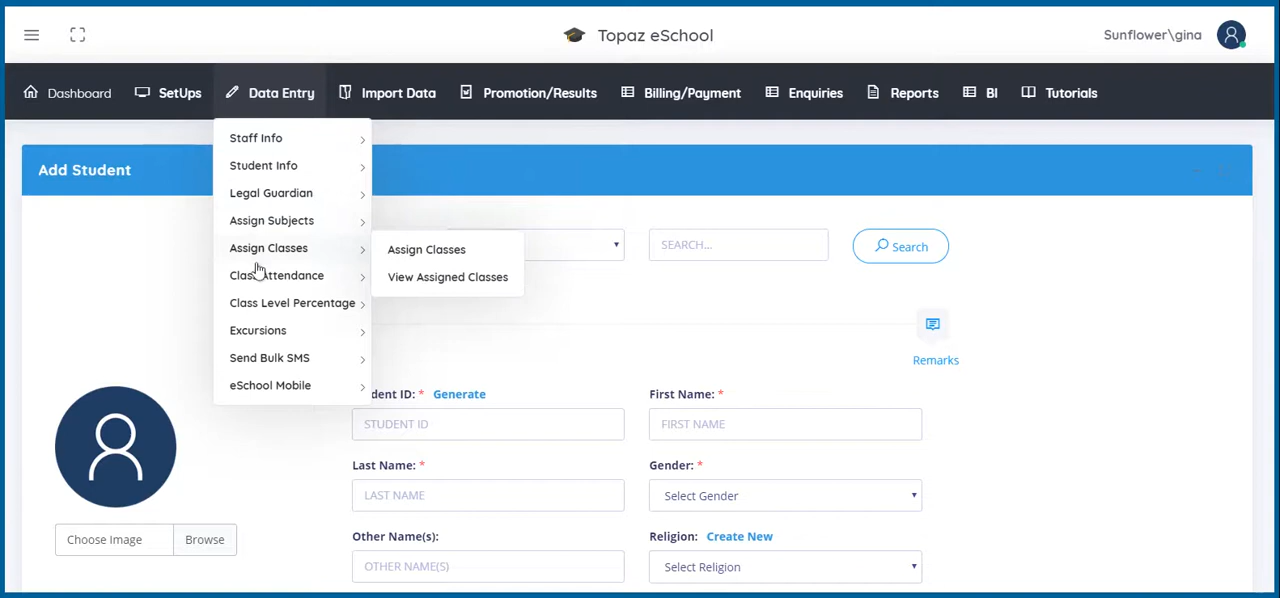 Topaz eSchool
Sunflower\gina
Dashboard SetUps Data Entry Import Data Promotion/Results Billing/Payment Enquiries Reports BI Tutorials
Add Student
Staff Info
Student Info
Legal Guardian
Assign Subjects
Assign Classes
Class Attendance
Class Level Percentage
Excursions
Send Bulk SMS
eSchool Mobile
Assign Classes
View Assigned Classes
SEARCH...
Search
Remarks
Student ID: * Generate
STUDENT ID
First Name: *
FIRST NAME
Last Name: *
LAST NAME
Gender: *
Select Gender
Choose Image Browse
Other Name(s):
OTHER NAME(S)
Religion: Create New
Select Religion